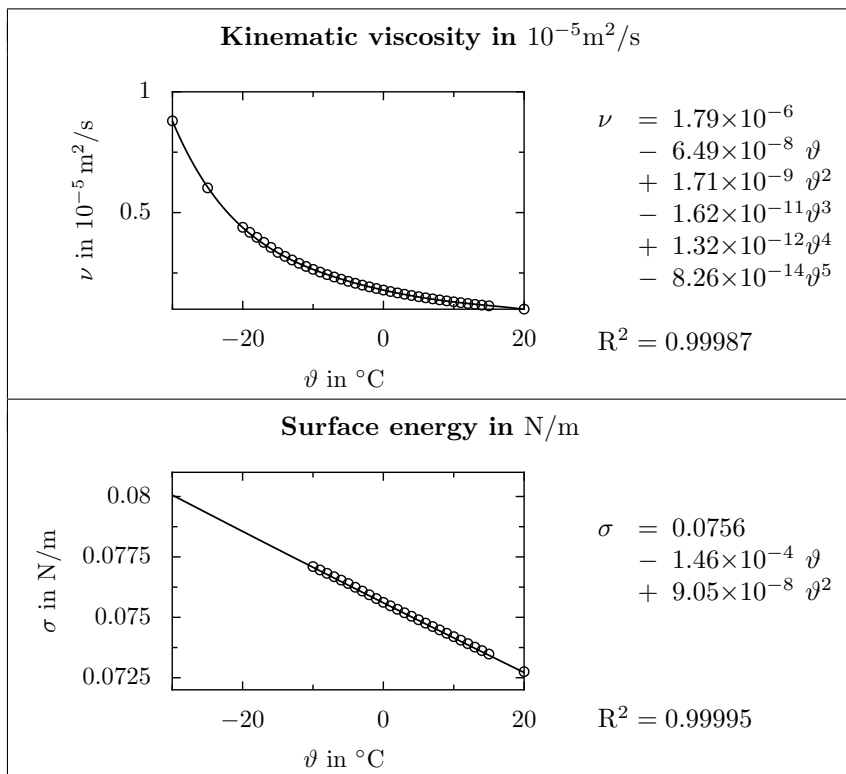 Kinematic viscosity in 10⁻⁵m²/s
1
0.5
ν in 10⁻⁵ m²/s
−20
0
20
ϑ in °C
ν = 1.79×10⁻⁶
− 6.49×10⁻⁸ ϑ
+ 1.71×10⁻⁹ ϑ²
− 1.62×10⁻¹¹ϑ³
+ 1.32×10⁻¹²ϑ⁴
− 8.26×10⁻¹⁴ϑ⁵
R² = 0.99987
Surface energy in N/m
0.08
0.0775
0.075
0.0725
σ in N/m
−20
0
20
ϑ in °C
σ = 0.0756
− 1.46×10⁻⁴ ϑ
+ 9.05×10⁻⁸ ϑ²
R² = 0.99995